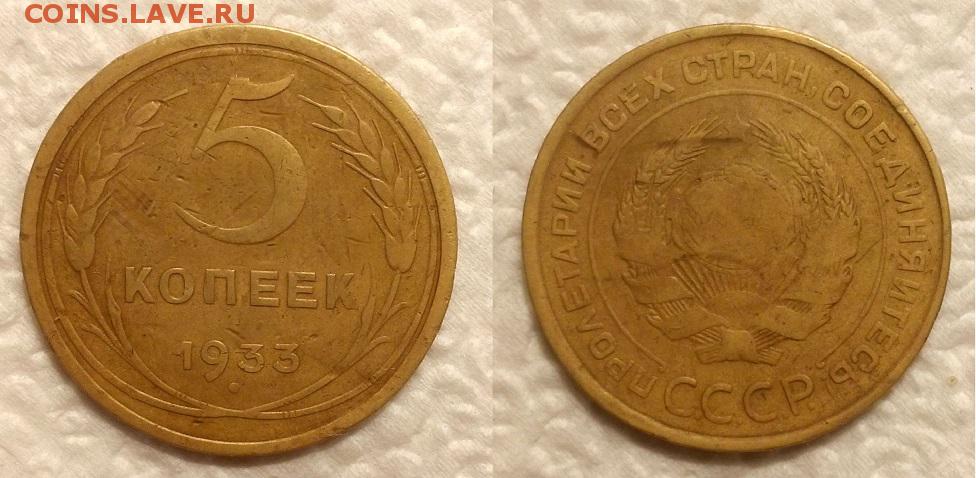 COINS.LAVE.RU
5
КОПЕЕК
1933
ПРОЛЕТАРИИ ВСЕХ СТРАН, СОЕДИНЯЙТЕСЬ!
СССР